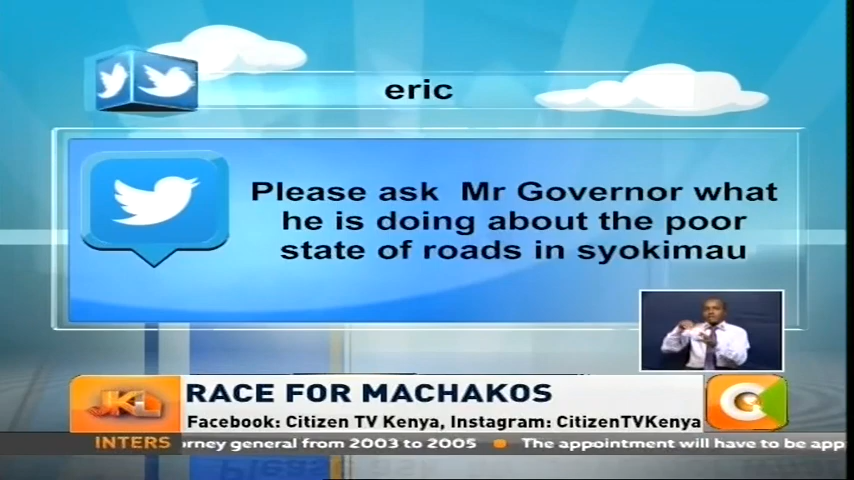 eric
Please ask Mr Governor what
he is doing about the poor
state of roads in syokimau
JKL
RACE FOR MACHAKOS
Facebook: Citizen TV Kenya, Instagram: CitizenTVKenya
INTERS
rney general from 2003 to 2005 The appointment will have to be app